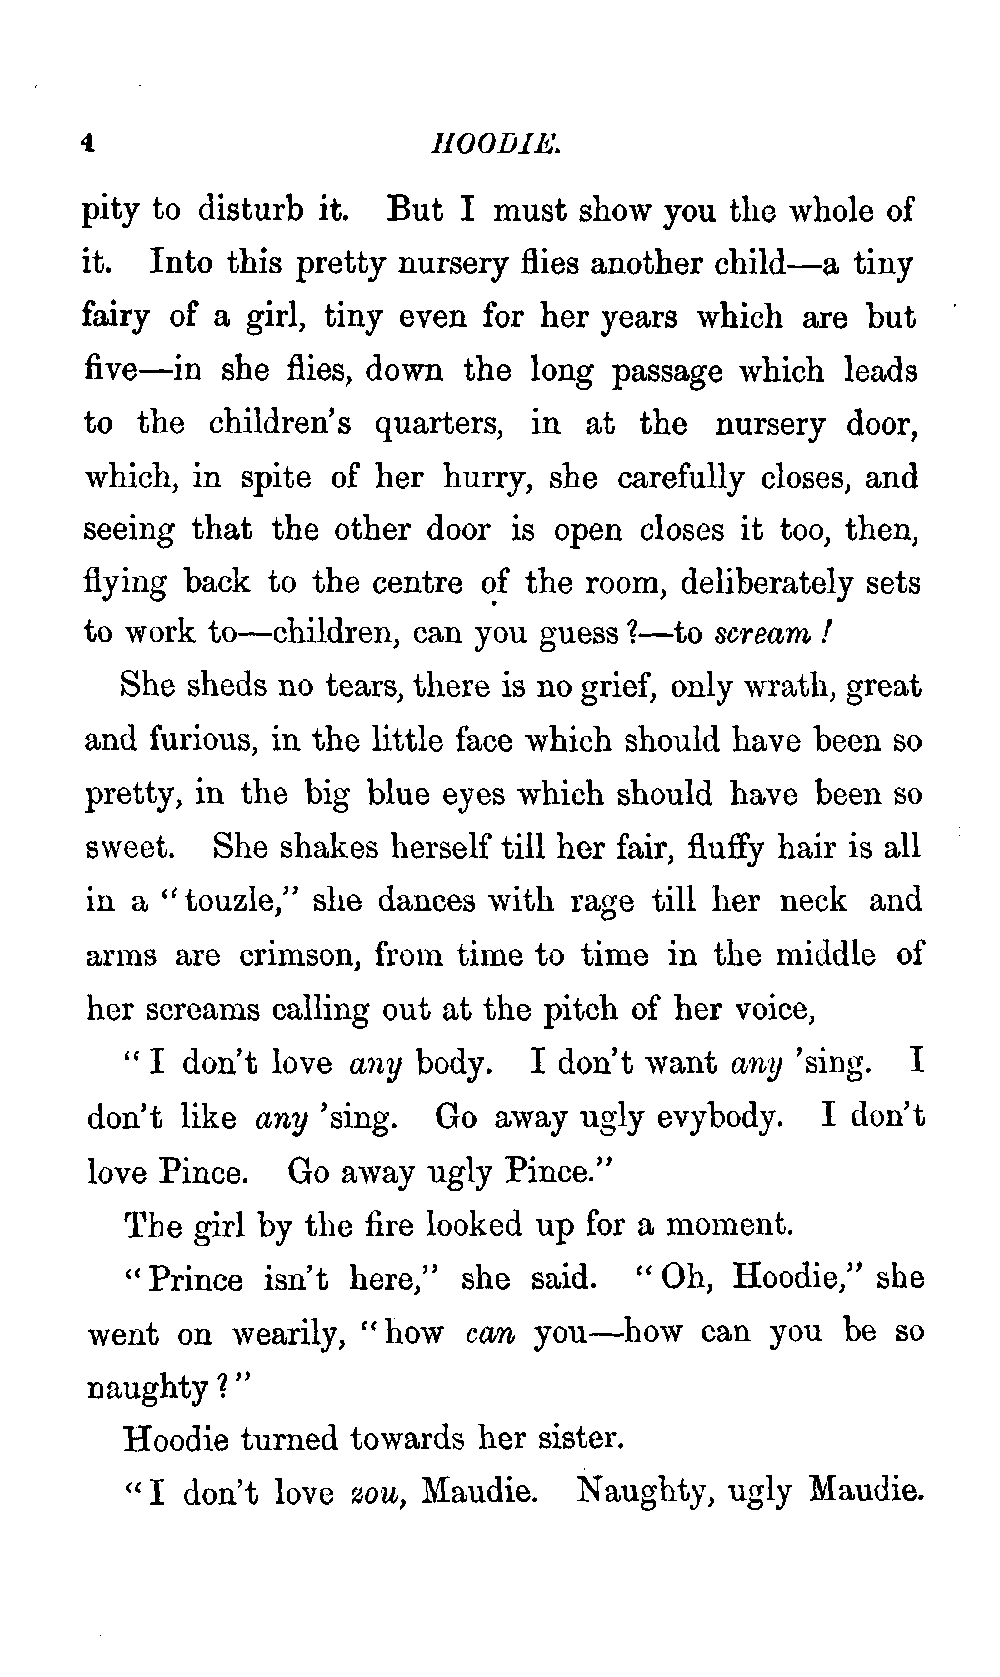 4 HOODIE.
pity to disturb it. But I must show you the whole of
it. Into this pretty nursery flies another child—a tiny
fairy of a girl, tiny even for her years which are but
five—in she flies, down the long passage which leads
to the children's quarters, in at the nursery door,
which, in spite of her hurry, she carefully closes, and
seeing that the other door is open closes it too, then,
flying back to the centre of the room, deliberately sets
to work to—children, can you guess?—to scream!
She sheds no tears, there is no grief, only wrath, great
and furious, in the little face which should have been so
pretty, in the big blue eyes which should have been so
sweet. She shakes herself till her fair, fluffy hair is all
in a "touzle," she dances with rage till her neck and
arms are crimson, from time to time in the middle of
her screams calling out at the pitch of her voice,
"I don't love any body. I don't want any 'sing. I
don't like any 'sing. Go away ugly evybody. I don't
love Pince. Go away ugly Pince."
The girl by the fire looked up for a moment.
"Prince isn't here," she said. "Oh, Hoodie," she
went on wearily, "how can you—how can you be so
naughty?"
Hoodie turned towards her sister.
"I don't love zou, Maudie. Naughty, ugly Maudie.